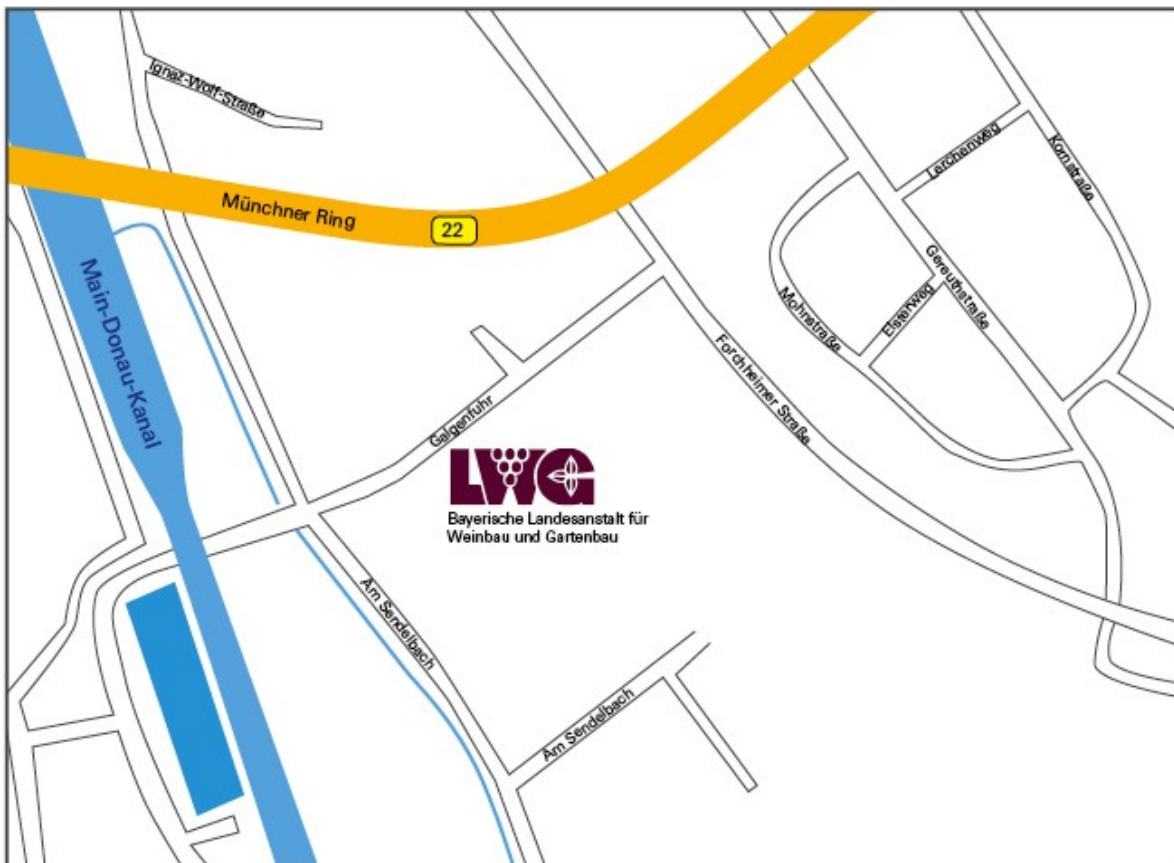 Ignaz-Wolf-Straße
Lerchenweg
Kornstraße
Münchner Ring
22
Gereuthstraße
Main-Donau-Kanal
Mohnstraße
Elsterweg
Forchheimer Straße
Galgenfuhr
LWG
Bayerische Landesanstalt für
Weinbau und Gartenbau
Am Sendelbach
Am Sendelbach